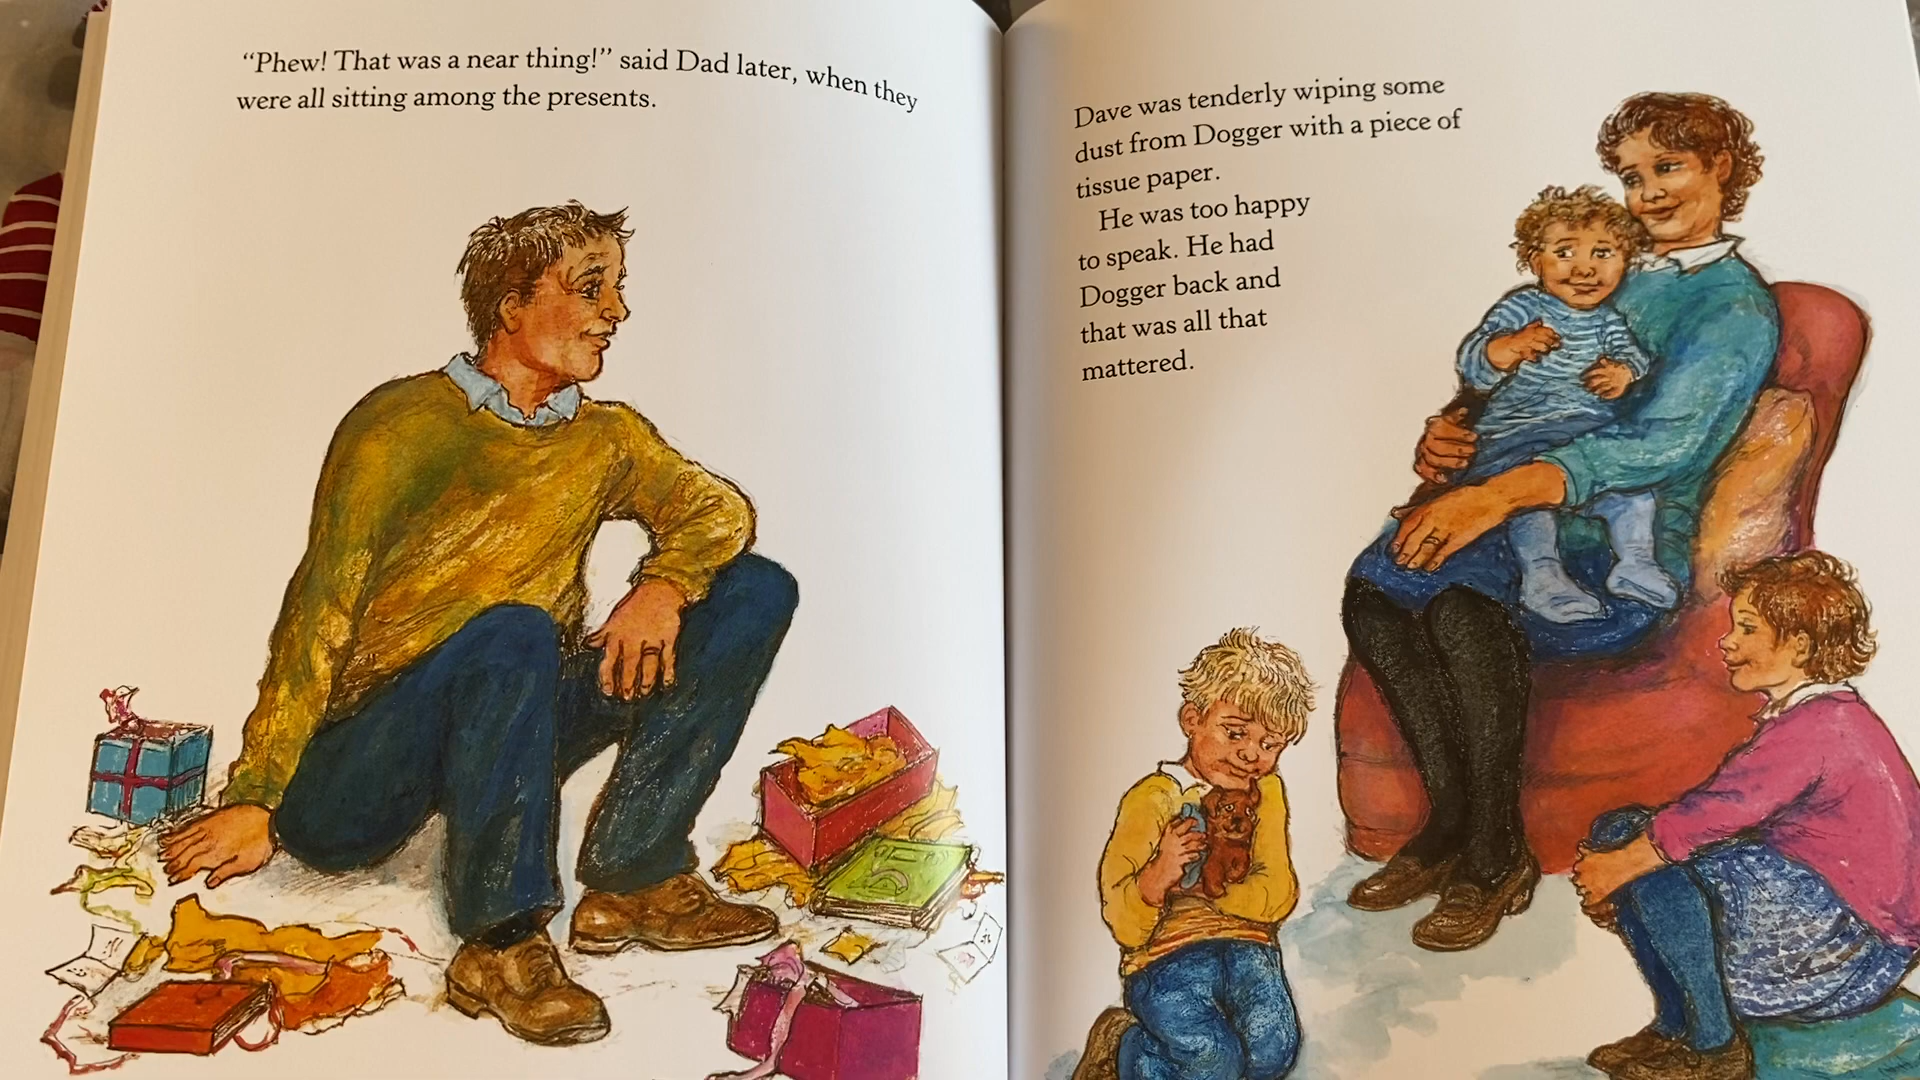 “Phew! That was a near thing!” said Dad later, when they
were all sitting among the presents.
Dave was tenderly wiping some
dust from Dogger with a piece of
tissue paper.
He was too happy
to speak. He had
Dogger back and
that was all that
mattered.